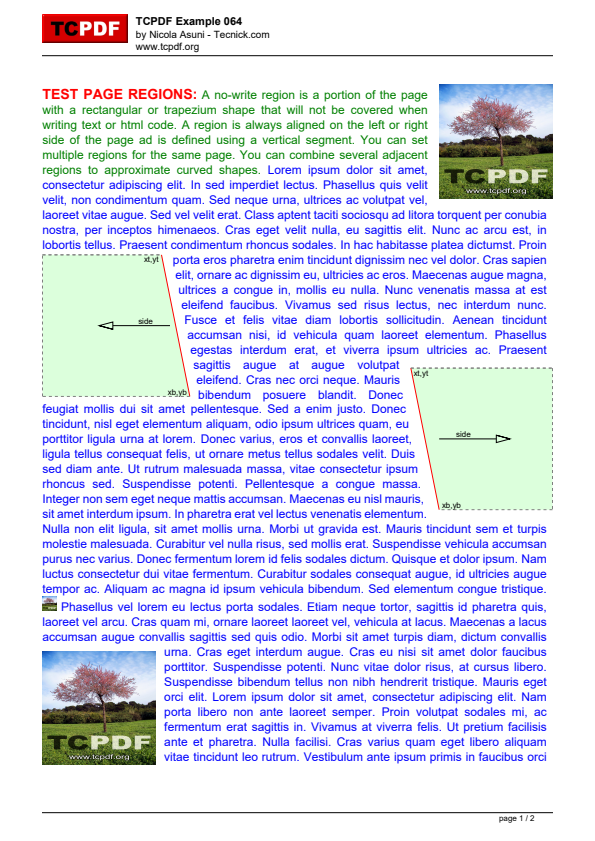 TCPDF
TCPDF Example 064
by Nicola Asuni - Tecnick.com
www.tcpdf.org
TEST PAGE REGIONS: A no-write region is a portion of the page
with a rectangular or trapezium shape that will not be covered when
writing text or html code. A region is always aligned on the left or right
side of the page ad is defined using a vertical segment. You can set
multiple regions for the same page. You can combine several adjacent
regions to approximate curved shapes. Lorem ipsum dolor sit amet,
consectetur adipiscing elit. In sed imperdiet lectus. Phasellus quis velit
velit, non condimentum quam. Sed neque urna, ultrices ac volutpat vel,
laoreet vitae augue. Sed vel velit erat. Class aptent taciti sociosqu ad litora torquent per conubia
nostra, per inceptos himenaeos. Cras eget velit nulla, eu sagittis elit. Nunc ac arcu est, in
lobortis tellus. Praesent condimentum rhoncus sodales. In hac habitasse platea dictumst. Proin
porta eros pharetra enim tincidunt dignissim nec vel dolor. Cras sapien
elit, ornare ac dignissim eu, ultricies ac eros. Maecenas augue magna,
ultrices a congue in, mollis eu nulla. Nunc venenatis massa at est
eleifend faucibus. Vivamus sed risus lectus, nec interdum nunc.
Fusce et felis vitae diam lobortis sollicitudin. Aenean tincidunt
accumsan nisi, id vehicula quam laoreet elementum. Phasellus
egestas interdum erat, et viverra ipsum ultricies ac. Praesent
sagittis augue at augue volutpat
eleifend. Cras nec orci neque. Mauris
bibendum posuere blandit. Donec
feugiat mollis dui sit amet pellentesque. Sed a enim justo. Donec
tincidunt, nisl eget elementum aliquam, odio ipsum ultrices quam, eu
porttitor ligula urna at lorem. Donec varius, eros et convallis laoreet,
ligula tellus consequat felis, ut ornare metus tellus sodales velit. Duis
sed diam ante. Ut rutrum malesuada massa, vitae consectetur ipsum
rhoncus sed. Suspendisse potenti. Pellentesque a congue massa.
Integer non sem eget neque mattis accumsan. Maecenas eu nisl mauris,
sit amet interdum ipsum. In pharetra erat vel lectus venenatis elementum.
Nulla non elit ligula, sit amet mollis urna. Morbi ut gravida est. Mauris tincidunt sem et turpis
molestie malesuada. Curabitur vel nulla risus, sed mollis erat. Suspendisse vehicula accumsan
purus nec varius. Donec fermentum lorem id felis sodales dictum. Quisque et dolor ipsum. Nam
luctus consectetur dui vitae fermentum. Curabitur sodales consequat augue, id ultricies augue
tempor ac. Aliquam ac magna id ipsum vehicula bibendum. Sed elementum congue tristique.
Phasellus vel lorem eu lectus porta sodales. Etiam neque tortor, sagittis id pharetra quis,
laoreet vel arcu. Cras quam mi, ornare laoreet laoreet vel, vehicula at lacus. Maecenas a lacus
accumsan augue convallis sagittis sed quis odio. Morbi sit amet turpis diam, dictum convallis
urna. Cras eget interdum augue. Cras eu nisi sit amet dolor faucibus
porttitor. Suspendisse potenti. Nunc vitae dolor risus, at cursus libero.
Suspendisse bibendum tellus non nibh hendrerit tristique. Mauris eget
orci elit. Lorem ipsum dolor sit amet, consectetur adipiscing elit. Nam
porta libero non ante laoreet semper. Proin volutpat sodales mi, ac
fermentum erat sagittis in. Vivamus at viverra felis. Ut pretium facilisis
ante et pharetra. Nulla facilisi. Cras varius quam eget libero aliquam
vitae tincidunt leo rutrum. Vestibulum ante ipsum primis in faucibus orci
TCPDF
www.tcpdf.org
xt,yt
side
xb,yb
xt,yt
side
xb,yb
TCPDF
www.tcpdf.org
page 1 / 2